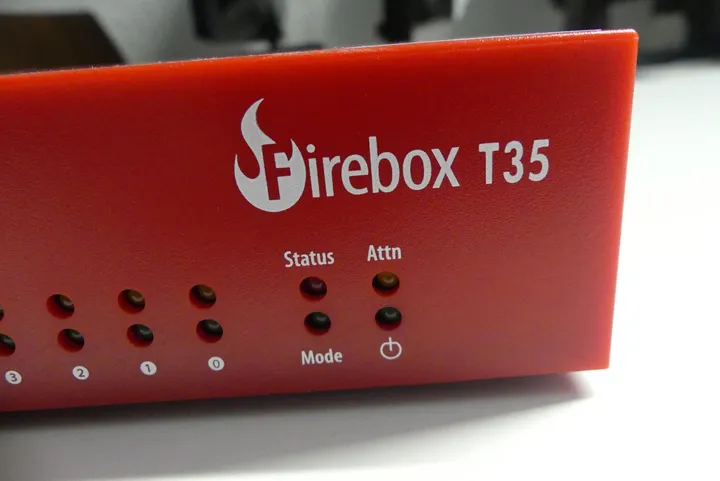 Firebox T35
Status Attn
Mode
3 2 1 0